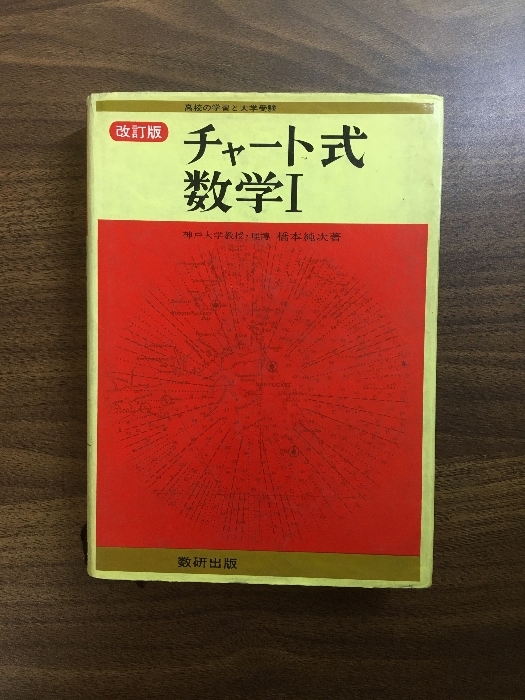 高校の学習と大学受験
改訂版
チャート式
数学I
神戸大学教授・理博 橋本純次著
数研出版